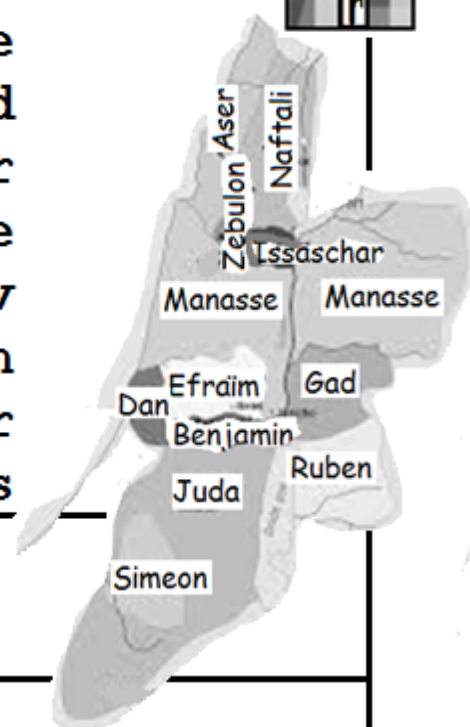 e
d
r
e
v
n
r
s
r
Aser
Naftali
Zebulon
Issaschar
Manasse
Manasse
Efraïm
Gad
Dan
Benjamin
Ruben
Juda
Simeon